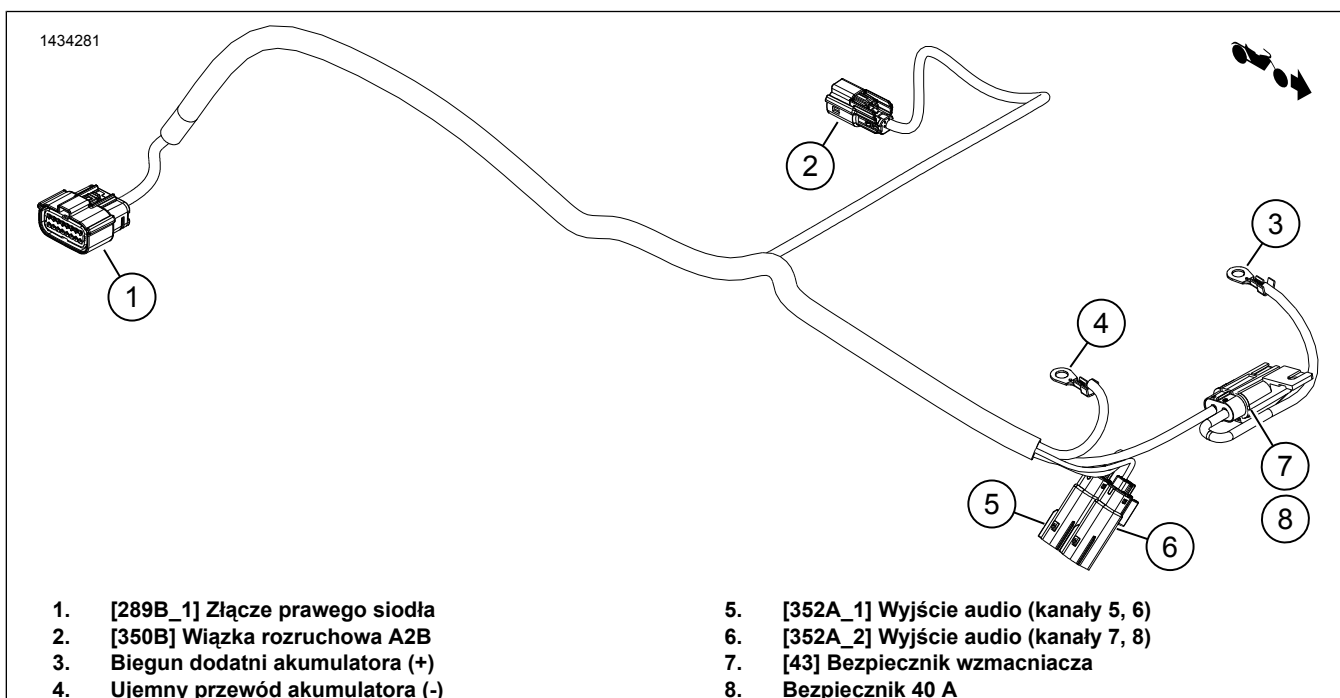 1434281
2
3
1
4
7
5
8
6
1. [289B_1] Złącze prawego siodła
2. [350B] Wiązka rozruchowa A2B
3. Biegun dodatni akumulatora (+)
4. Ujemny przewód akumulatora (-)
5. [352A_1] Wyjście audio (kanały 5, 6)
6. [352A_2] Wyjście audio (kanały 7, 8)
7. [43] Bezpiecznik wzmacniacza
8. Bezpiecznik 40 A